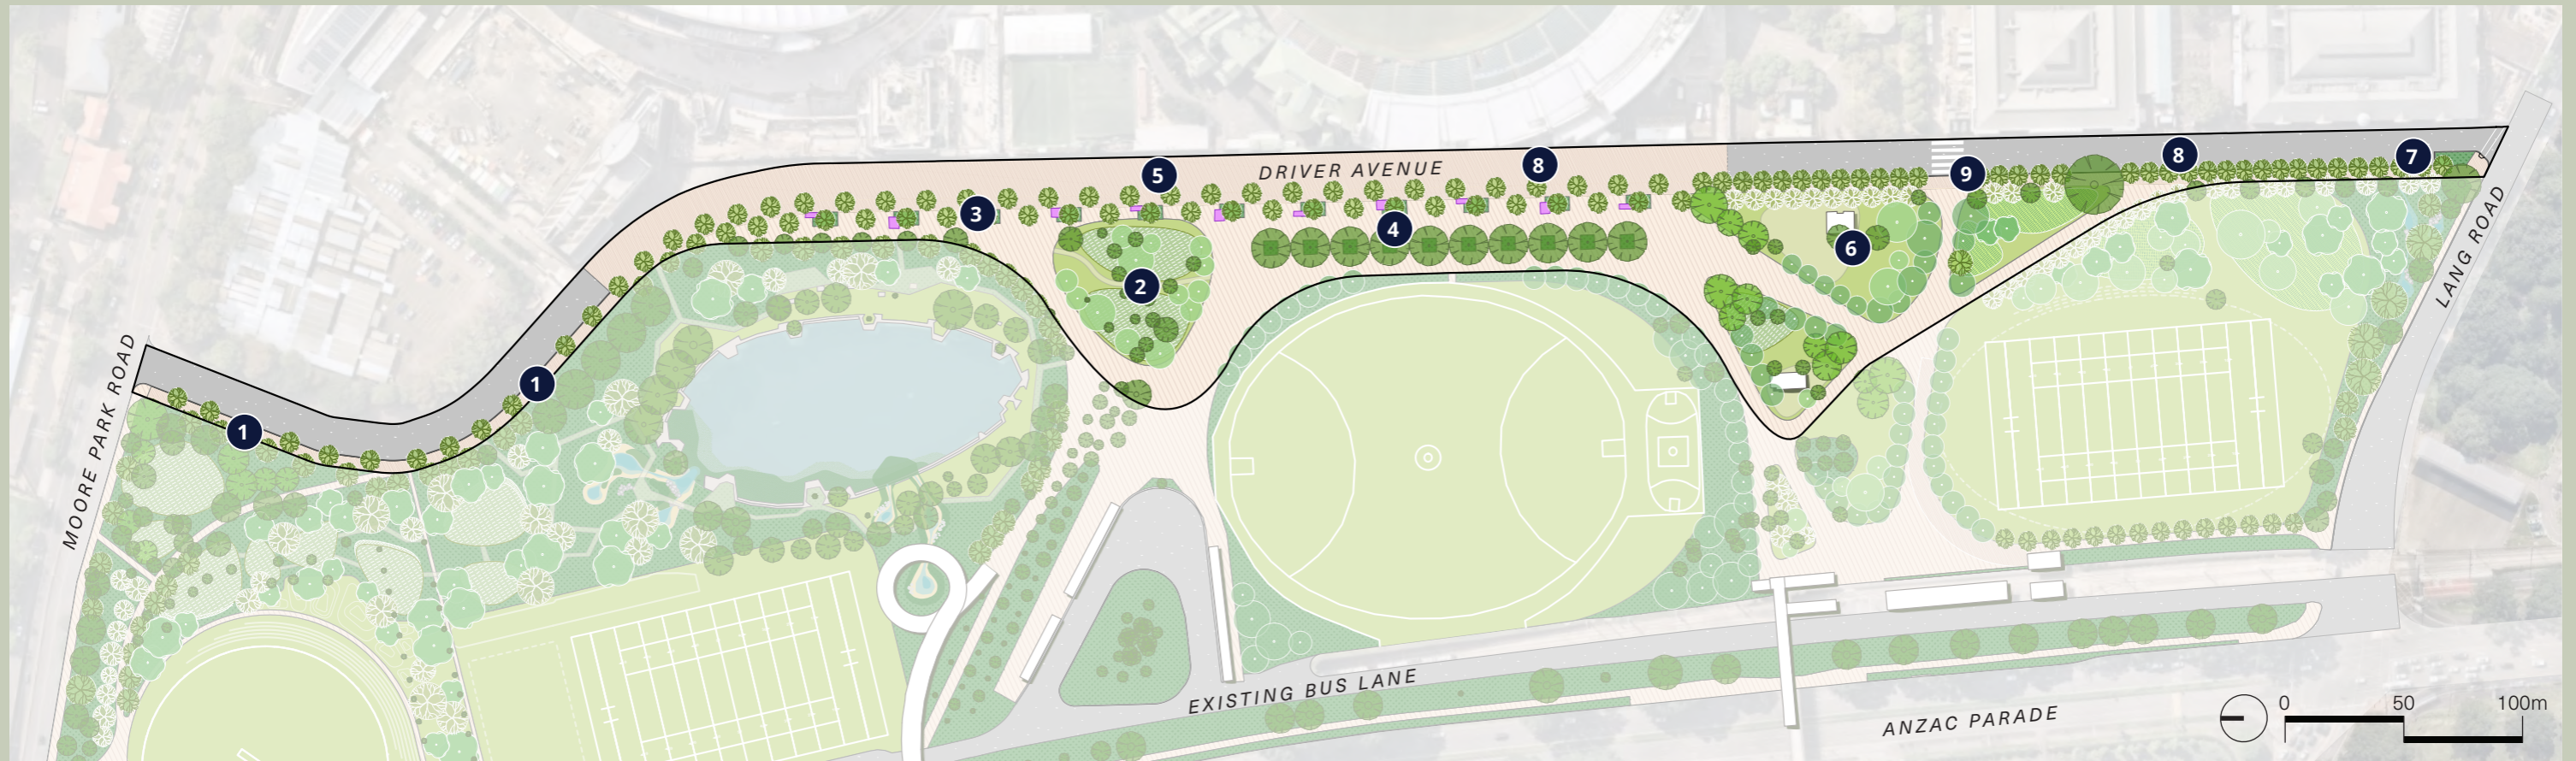 DRIVER AVENUE
8
5
8
9
7
3
4
6
2
1
1
MOORE PARK ROAD
LANG ROAD
EXISTING BUS LANE
ANZAC PARADE
0 50 100m